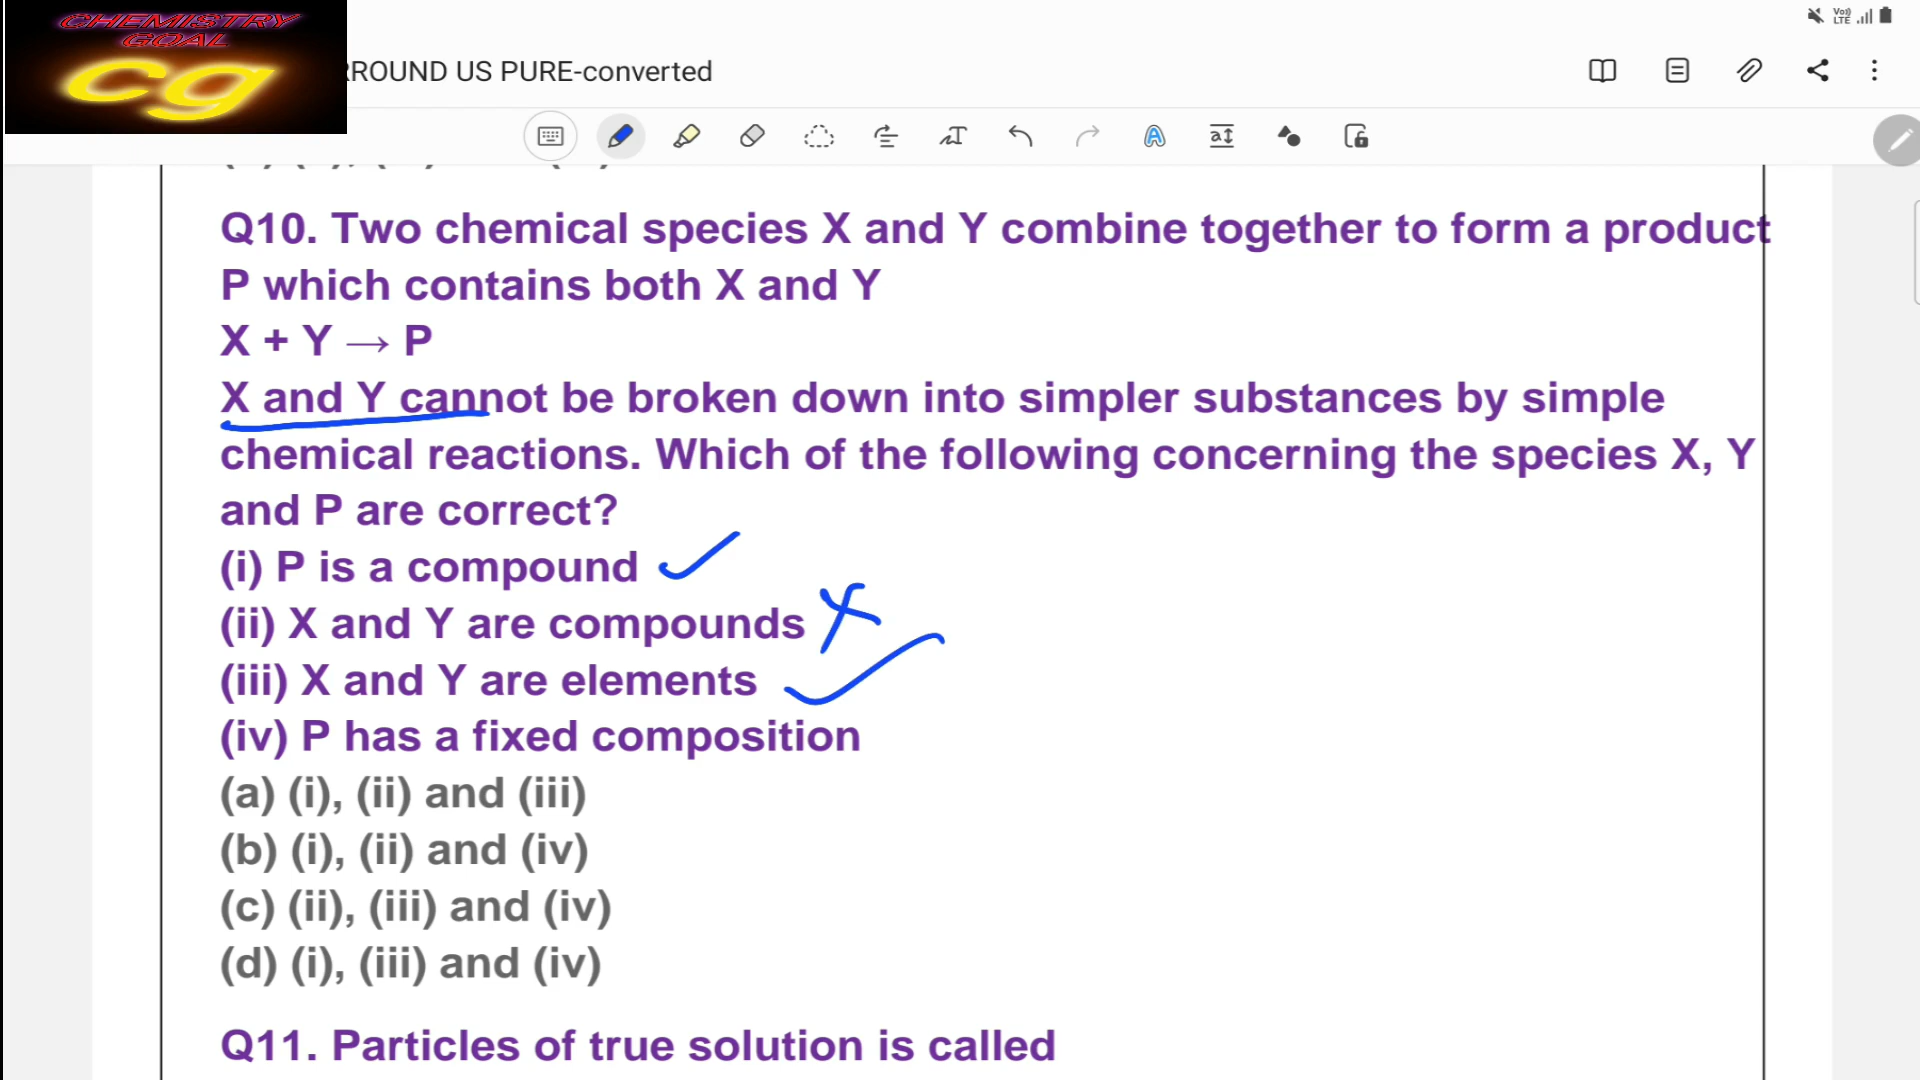 CHEMISTRY
GOAL
cg
RROUND US PURE-converted
Q10. Two chemical species X and Y combine together to form a product
P which contains both X and Y
X + Y → P
X and Y cannot be broken down into simpler substances by simple
chemical reactions. Which of the following concerning the species X, Y
and P are correct?
(i) P is a compound
(ii) X and Y are compounds
(iii) X and Y are elements
(iv) P has a fixed composition
(a) (i), (ii) and (iii)
(b) (i), (ii) and (iv)
(c) (ii), (iii) and (iv)
(d) (i), (iii) and (iv)
Q11. Particles of true solution is called